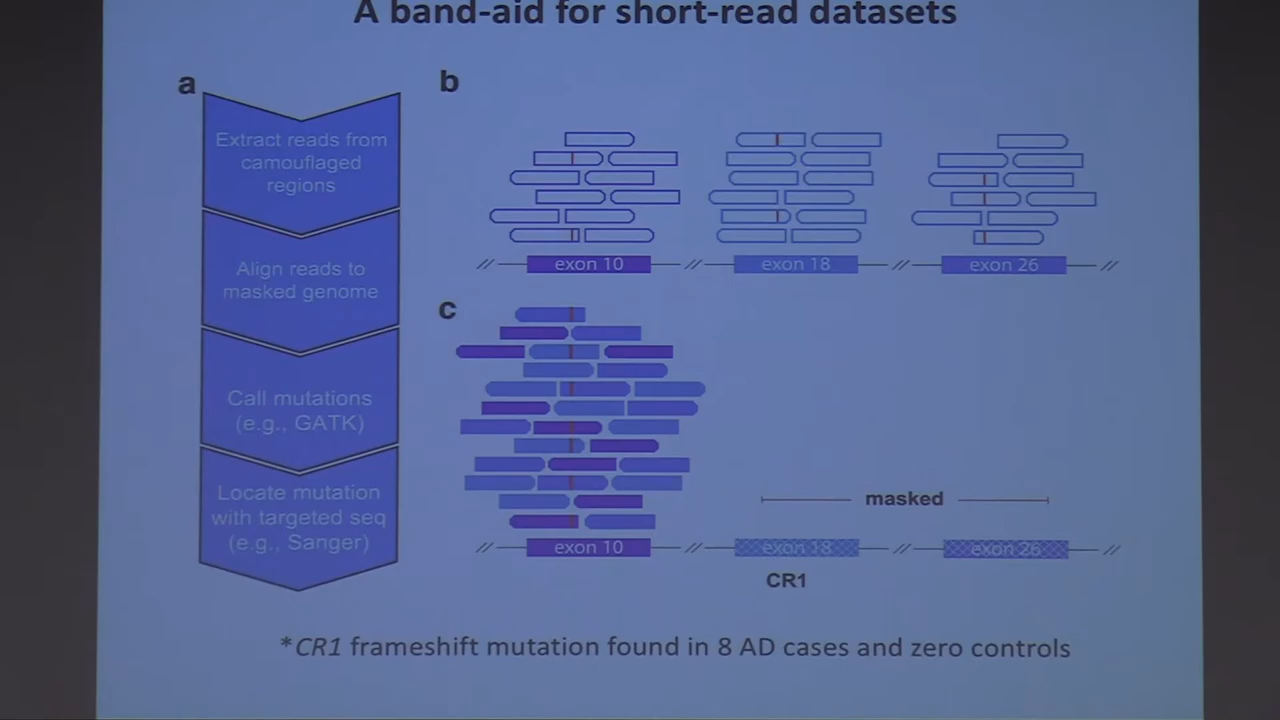 A band-aid for short-read datasets
a
Extract reads from
camouflaged
regions
Align reads to
masked genome
Call mutations
(e.g., GATK)
Locate mutation
with targeted seq
(e.g., Sanger)
b
exon 10
exon 18
exon 26
c
masked
exon 10
exon 18
exon 26
CR1
*CR1 frameshift mutation found in 8 AD cases and zero controls